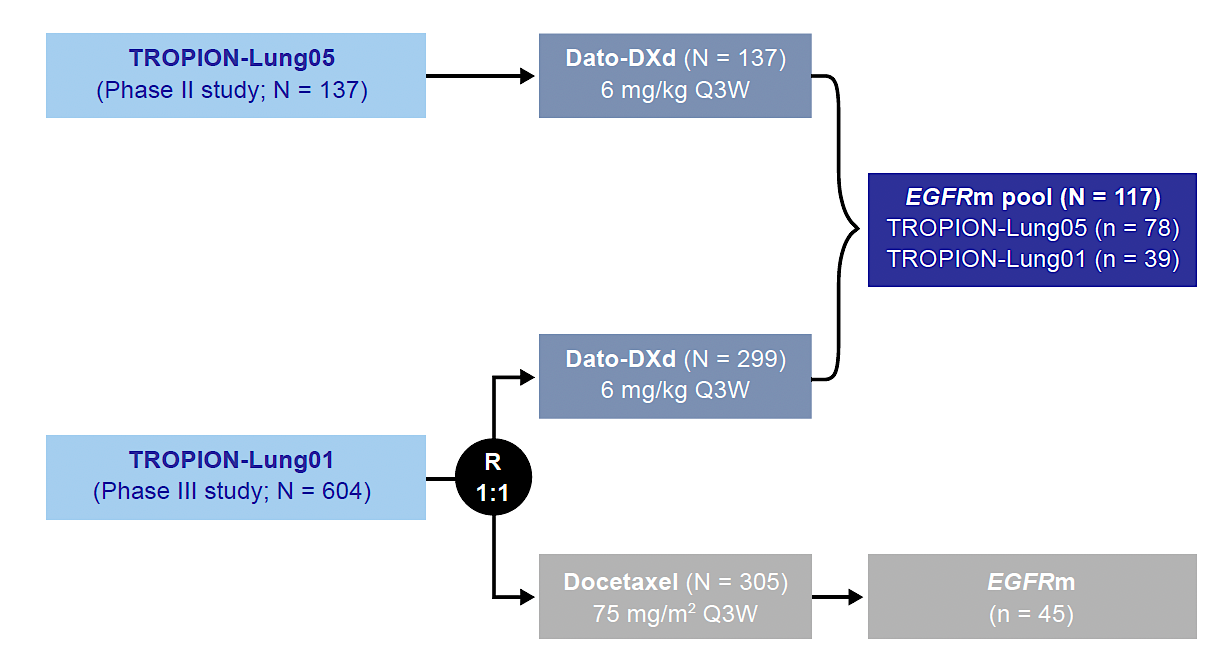 TROPION-Lung05
(Phase II study; N = 137)
Dato-DXd (N = 137)
6 mg/kg Q3W
EGFRm pool (N = 117)
TROPION-Lung05 (n = 78)
TROPION-Lung01 (n = 39)
Dato-DXd (N = 299)
6 mg/kg Q3W
TROPION-Lung01
(Phase III study; N = 604)
R
1:1
Docetaxel (N = 305)
75 mg/m² Q3W
EGFRm
(n = 45)